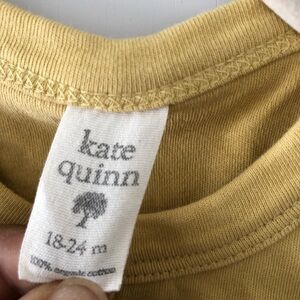 kate
quinn
18-24 m
100% organic cotton